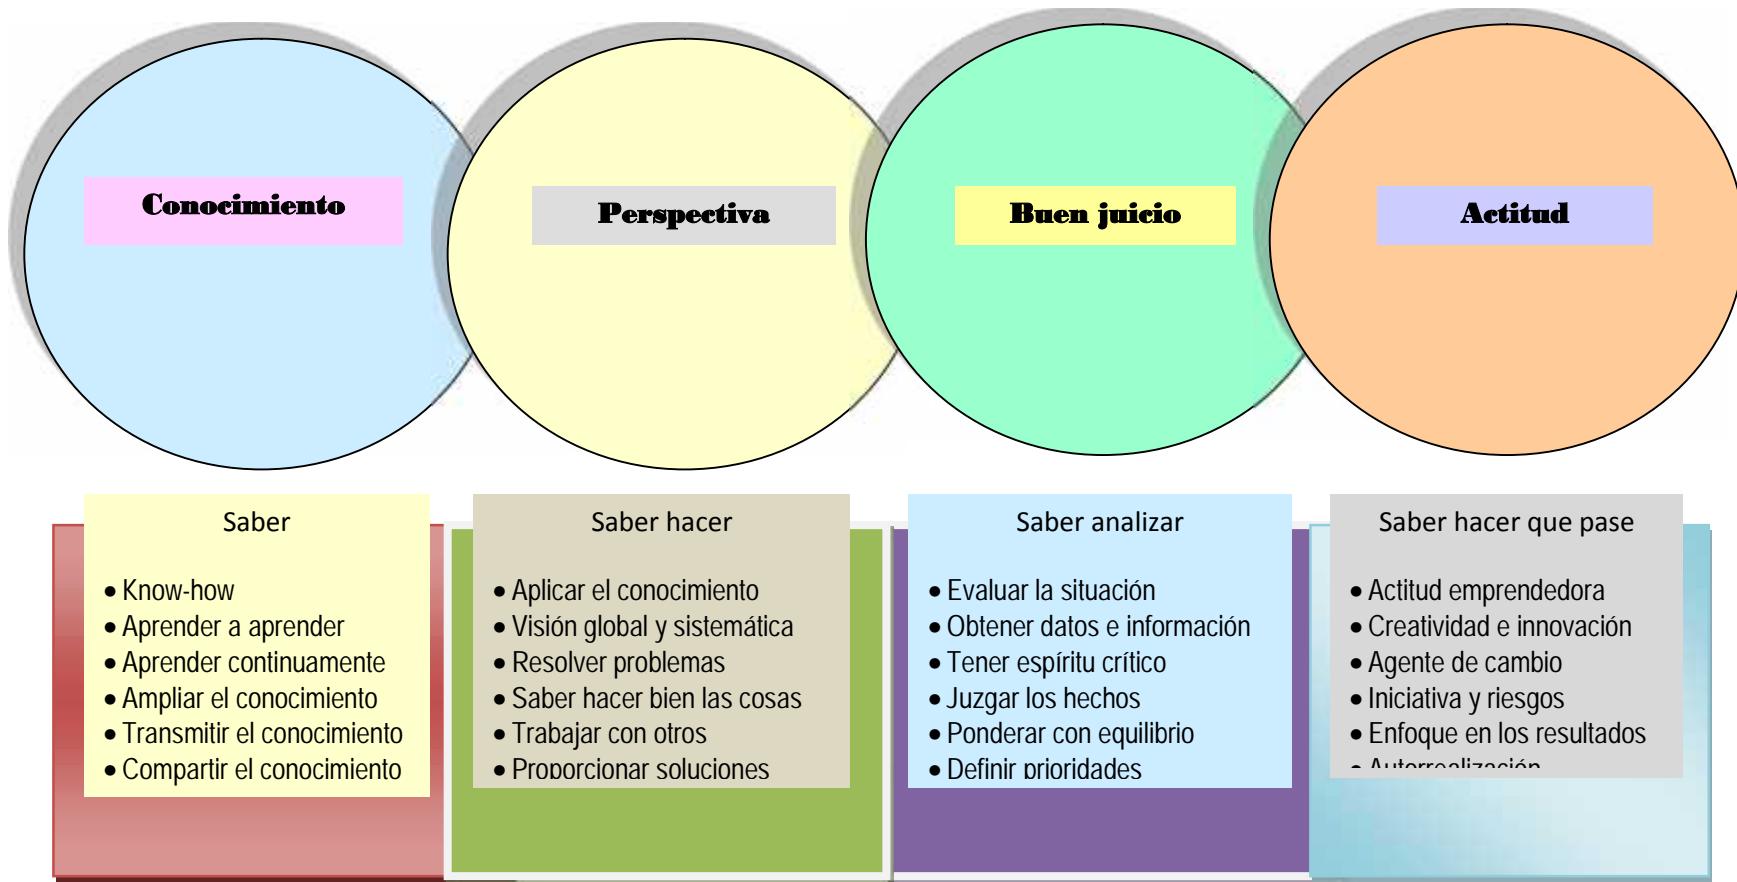 Conocimiento
Perspectiva
Buen juicio
Actitud
Saber
• Know-how
• Aprender a aprender
• Aprender continuamente
• Ampliar el conocimiento
• Transmitir el conocimiento
• Compartir el conocimiento
Saber hacer
• Aplicar el conocimiento
• Visión global y sistemática
• Resolver problemas
• Saber hacer bien las cosas
• Trabajar con otros
• Proporcionar soluciones
Saber analizar
• Evaluar la situación
• Obtener datos e información
• Tener espíritu crítico
• Juzgar los hechos
• Ponderar con equilibrio
• Definir prioridades
Saber hacer que pase
• Actitud emprendedora
• Creatividad e innovación
• Agente de cambio
• Iniciativa y riesgos
• Enfoque en los resultados
• Autorrealización